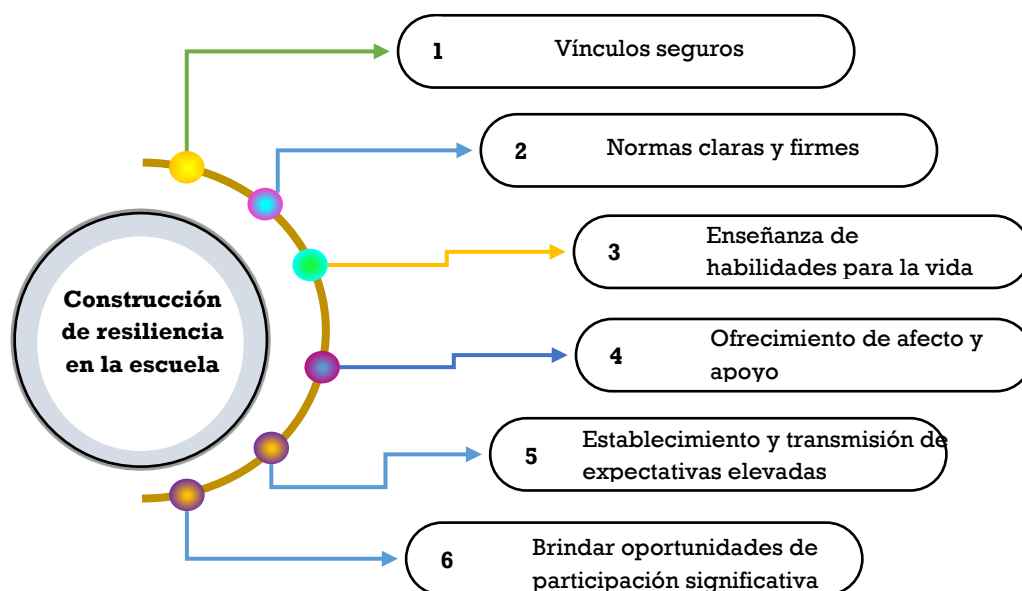 1 Vínculos seguros
2 Normas claras y firmes
3 Enseñanza de
habilidades para la vida
Construcción
de resiliencia
en la escuela
4 Ofrecimiento de afecto y
apoyo
5 Establecimiento y transmisión de
expectativas elevadas
6 Brindar oportunidades de
participación significativa